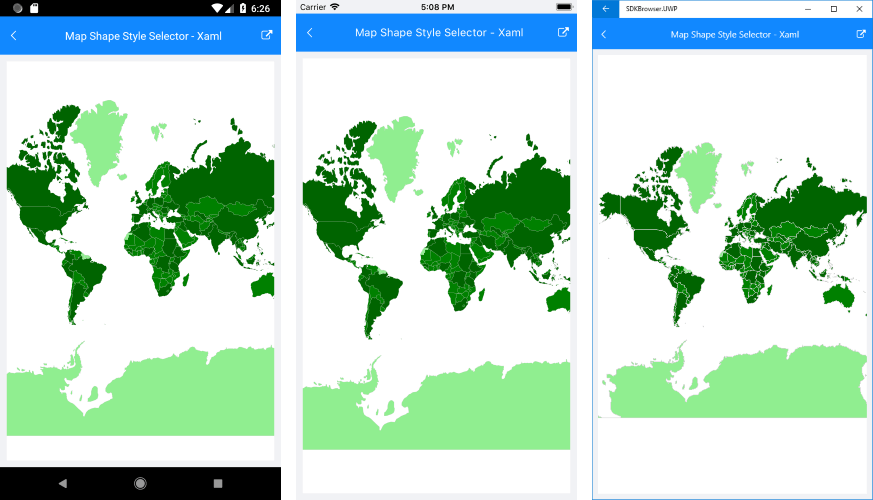 6:26
Map Shape Style Selector - Xaml
Carrier
5:08 PM
Map Shape Style Selector - Xaml
SDKBrowser.UWP
Map Shape Style Selector - Xaml